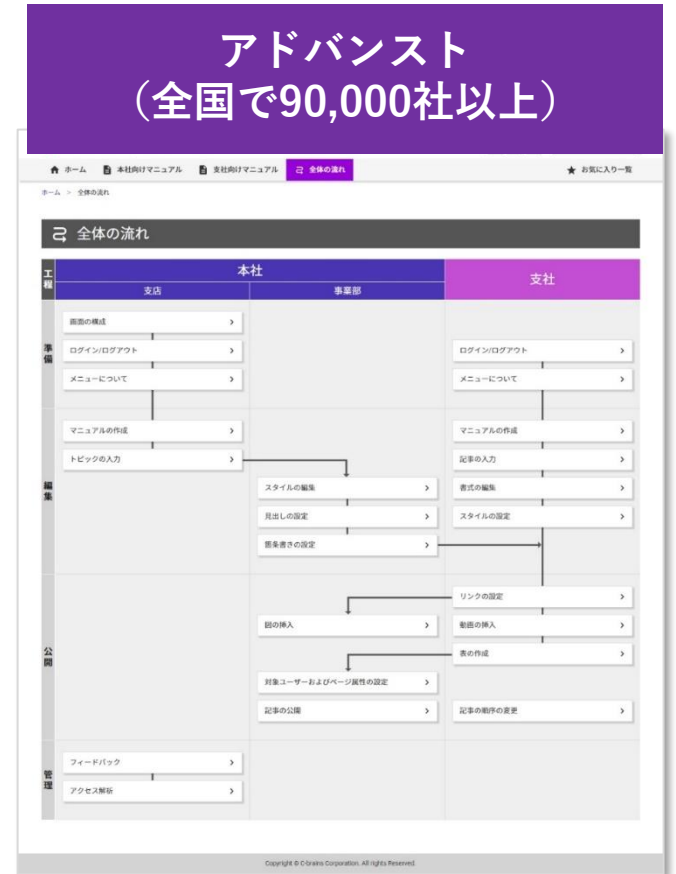 アドバンスト
（全国で90,000社以上）
ホーム 本社向けマニュアル 支社向けマニュアル 全体の流れ お気に入り一覧
ホーム > 全体の流れ
全体の流れ
工程 本社 支社
支店 事業部
準備
画面の構成
ログイン/ログアウト ログイン/ログアウト
メニューについて メニューについて
編集
マニュアルの作成 マニュアルの作成
トピックの入力 記事の入力
スタイルの編集 書式の編集
見出しの設定 スタイルの設定
箇条書きの設定
公開
リンクの設定
図の挿入 動画の挿入
表の作成
対象ユーザーおよびページ属性の設定
記事の公開 記事の順序の変更
管理
フィードバック
アクセス解析
Copyright © C-brains Corporation. All rights Reserved.